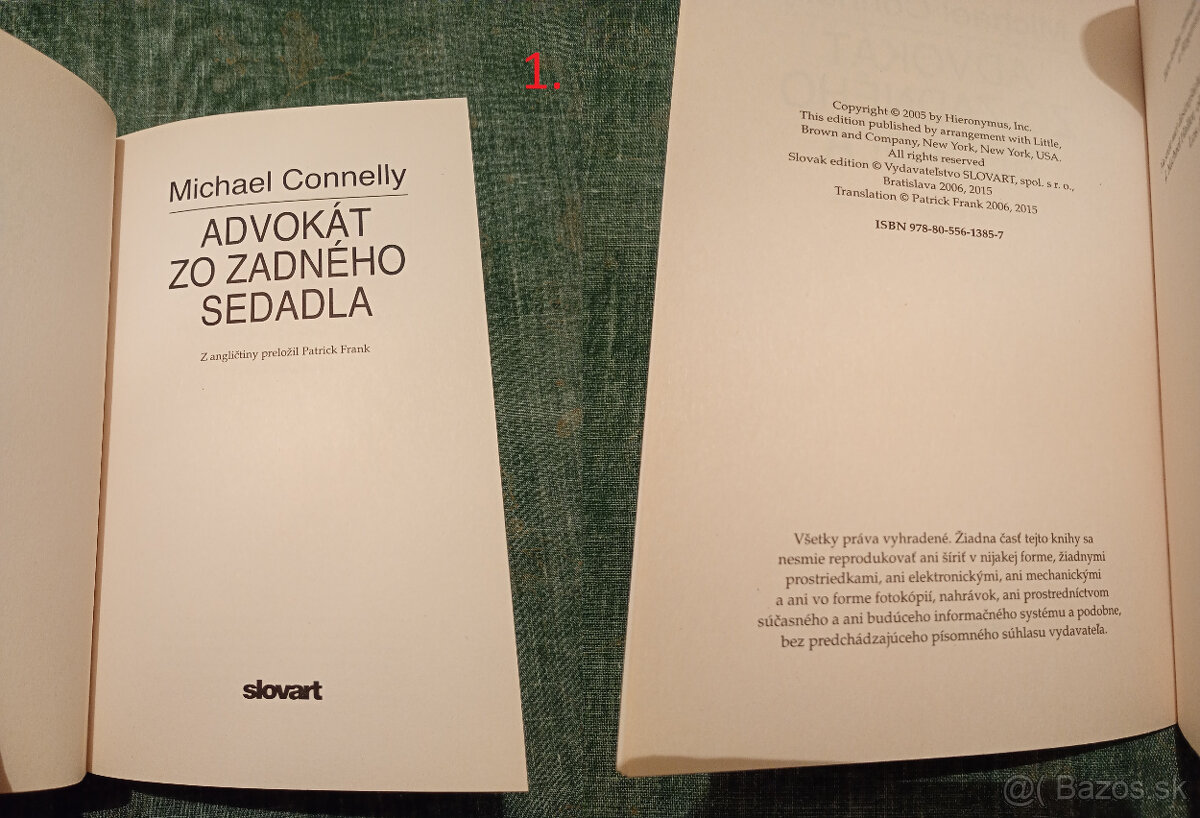 1.
Michael Connelly
ADVOKÁT
ZO ZADNÉHO
SEDADLA
Z angličtiny preložil Patrick Frank
slovart
Copyright © 2005 by Hieronymus, Inc.
This edition published by arrangement with Little,
Brown and Company, New York, New York, USA.
All rights reserved
Slovak edition © Vydavateľstvo SLOVART, spol. s r. o.,
Bratislava 2006, 2015
Translation © Patrick Frank 2006, 2015
ISBN 978-80-556-1385-7
Všetky práva vyhradené. Žiadna časť tejto knihy sa
nesmie reprodukovať ani šíriť v nijakej forme, žiadnymi
prostriedkami, ani elektronickými, ani mechanickými
a ani vo forme fotokópií, nahrávok, ani prostredníctvom
súčasného a ani budúceho informačného systému a podobne,
bez predchádzajúceho písomného súhlasu vydavateľa.
@( Bazos.sk